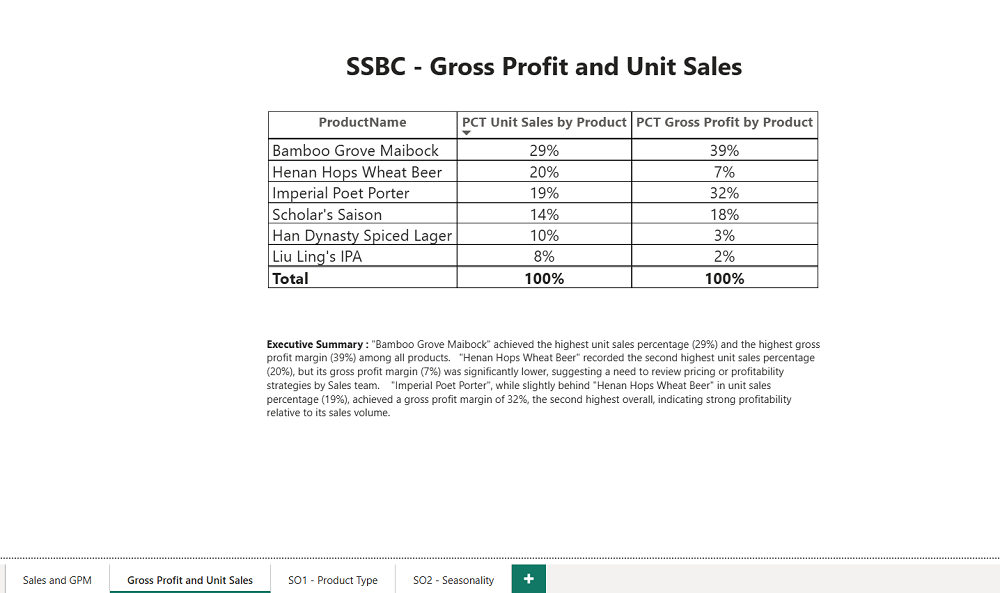 SSBC - Gross Profit and Unit Sales
ProductName PCT Unit Sales by Product PCT Gross Profit by Product
Bamboo Grove Maibock 29% 39%
Henan Hops Wheat Beer 20% 7%
Imperial Poet Porter 19% 32%
Scholar's Saison 14% 18%
Han Dynasty Spiced Lager 10% 3%
Liu Ling's IPA 8% 2%
Total 100% 100%
Executive Summary : "Bamboo Grove Maibock" achieved the highest unit sales percentage (29%) and the highest gross
profit margin (39%) among all products. "Henan Hops Wheat Beer" recorded the second highest unit sales percentage
(20%), but its gross profit margin (7%) was significantly lower, suggesting a need to review pricing or profitability
strategies by Sales team. "Imperial Poet Porter", while slightly behind "Henan Hops Wheat Beer" in unit sales
percentage (19%), achieved a gross profit margin of 32%, the second highest overall, indicating strong profitability
relative to its sales volume.
Sales and GPM Gross Profit and Unit Sales SO1 - Product Type SO2 - Seasonality +